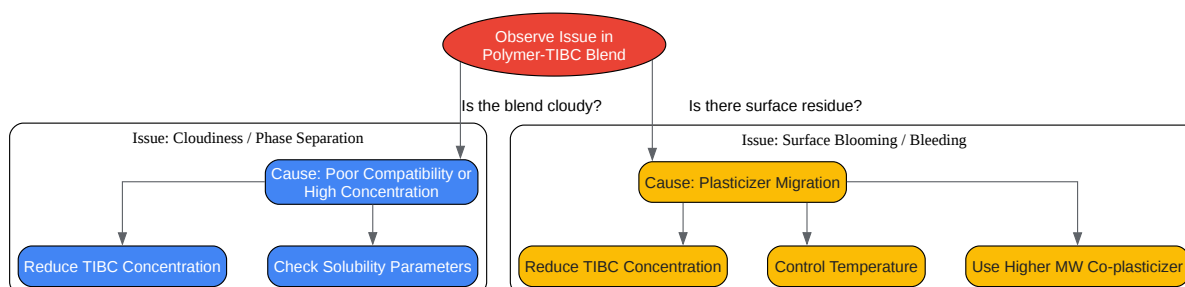 Observe Issue in
Polymer-TIBC Blend
Is the blend cloudy?
Is there surface residue?
Issue: Cloudiness / Phase Separation
Issue: Surface Blooming / Bleeding
Cause: Poor Compatibility or
High Concentration
Cause: Plasticizer Migration
Reduce TIBC Concentration
Check Solubility Parameters
Reduce TIBC Concentration
Control Temperature
Use Higher MW Co-plasticizer